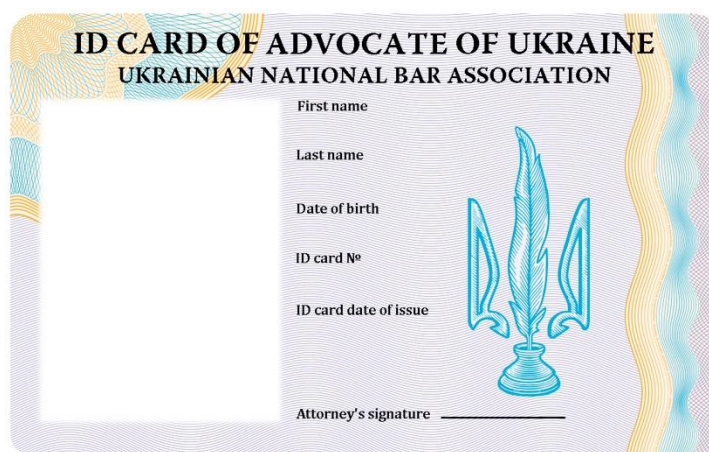 ID CARD OF ADVOCATE OF UKRAINE
UKRAINIAN NATIONAL BAR ASSOCIATION
First name
Last name
Date of birth
ID card №
ID card date of issue
Attorney's signature